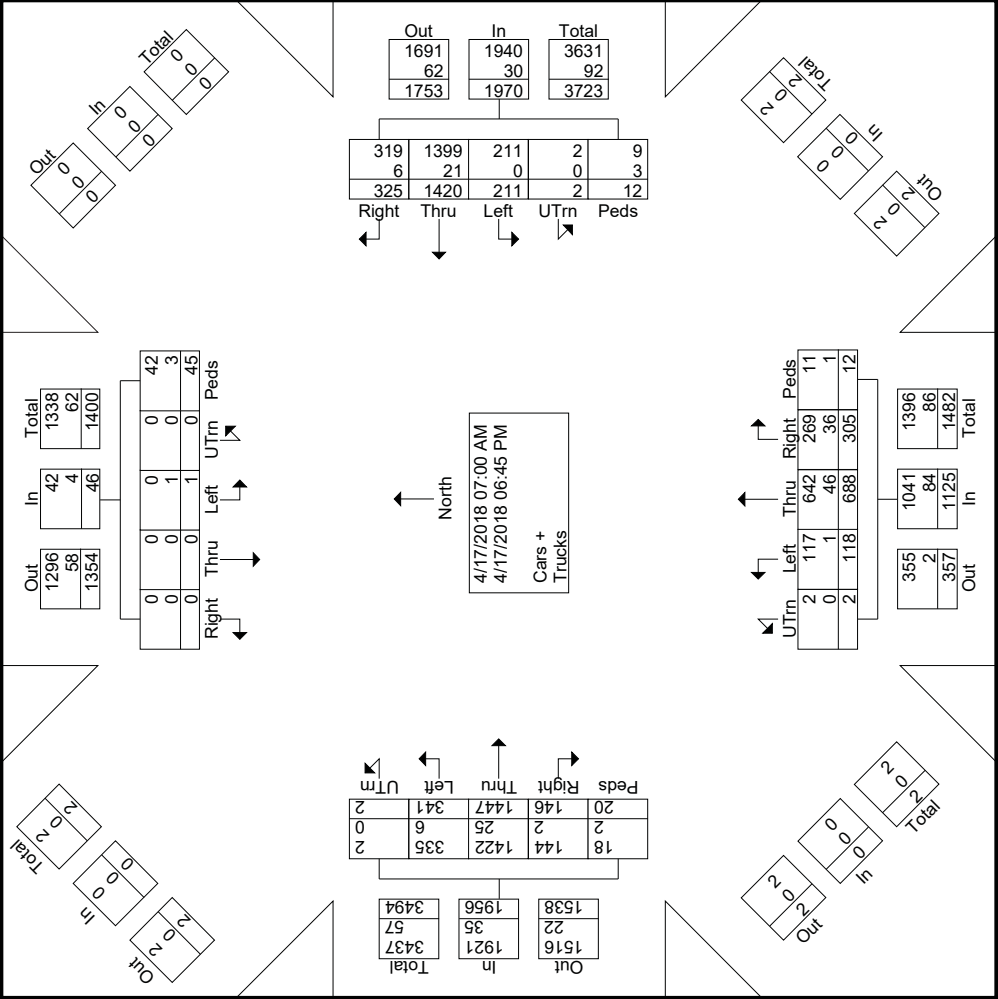 Out In Total
1691 1940 3631
62 30 92
1753 1970 3723
319 1399 211 2 9
6 21 0 0 3
325 1420 211 2 12
Right Thru Left UTrn Peds
Out In Total
0 0 0
0 0 0
0 0 0
Total In Out
2 0 2
0 0 0
2 0 2
Out In Total
1296 42 1338
58 4 62
1354 46 1400
Right Thru Left UTrn Peds
0 0 0 0 42
0 0 1 0 3
0 0 1 0 45
North
4/17/2018 07:00 AM
4/17/2018 06:45 PM
Cars +
Trucks
UTrn Left Thru Right Peds
2 117 642 269 11
0 1 46 36 1
2 118 688 305 12
355 1041 1396
2 84 86
357 1125 1482
Out In Total
UTrn Left Thru Right Peds
2 341 1447 146 20
0 6 25 2 2
2 335 1422 144 18
3494 1956 1538
57 35 22
3437 1921 1516
Total In Out
2 0 2
0 0 0
2 0 2
Total In Out
2 0 2
0 0 0
2 0 2
Out In Total